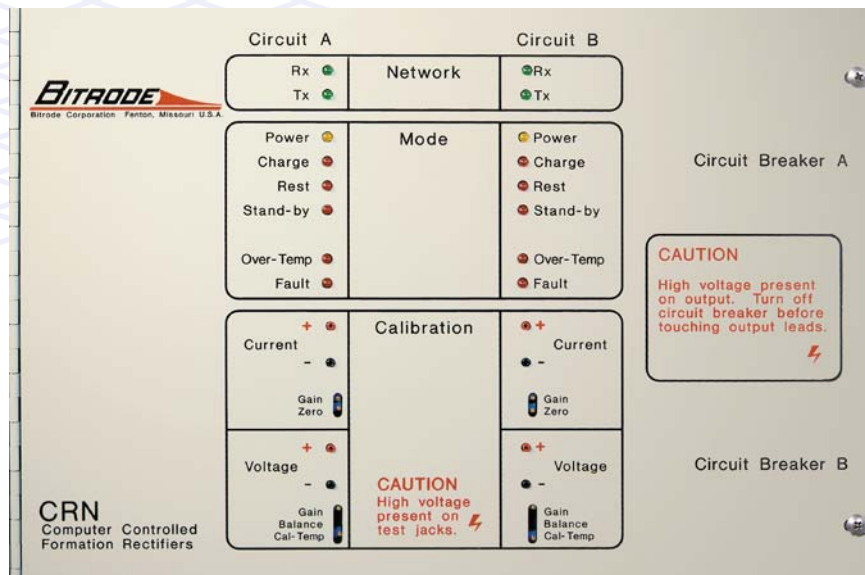 Circuit A
Circuit B
BITRODE
Bitrode Corporation Fenton, Missouri U.S.A.
Rx
Tx
Network
Rx
Tx
Power
Charge
Rest
Stand-by
Over-Temp
Fault
Mode
Power
Charge
Rest
Stand-by
Over-Temp
Fault
Circuit Breaker A
CAUTION
High voltage present
on output. Turn off
circuit breaker before
touching output leads.
+
Current
-
Gain
Zero
Calibration
+
Current
-
Gain
Zero
+
Voltage
-
Gain
Balance
Cal-Temp
CAUTION
High voltage
present on
test jacks.
+
Voltage
-
Gain
Balance
Cal-Temp
Circuit Breaker B
CRN
Computer Controlled
Formation Rectifiers